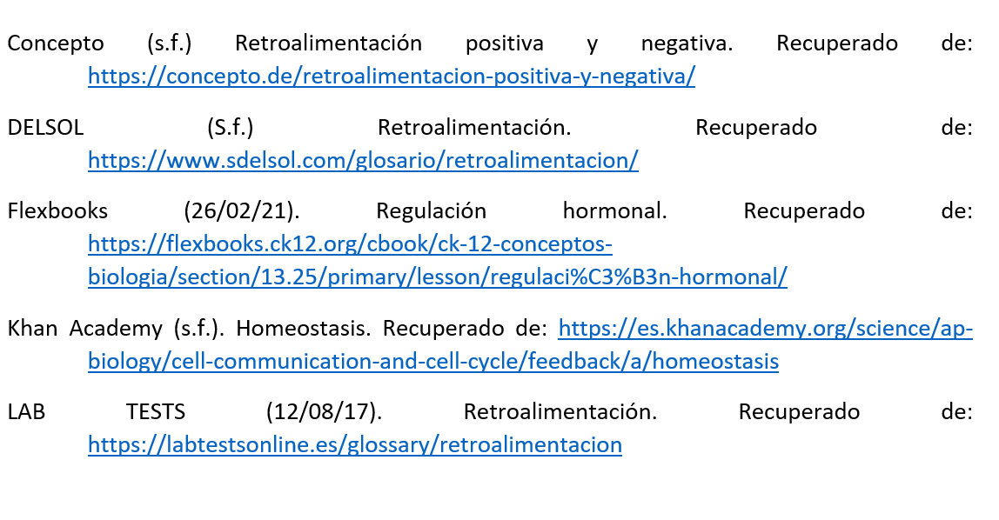 Concepto (s.f.) Retroalimentación positiva y negativa. Recuperado de:
https://concepto.de/retroalimentacion-positiva-y-negativa/
DELSOL (S.f.) Retroalimentación. Recuperado de:
https://www.sdelsol.com/glosario/retroalimentacion/
Flexbooks (26/02/21). Regulación hormonal. Recuperado de:
https://flexbooks.ck12.org/cbook/ck-12-conceptos-
biologia/section/13.25/primary/lesson/regulaci%C3%B3n-hormonal/
Khan Academy (s.f.). Homeostasis. Recuperado de: https://es.khanacademy.org/science/ap-
biology/cell-communication-and-cell-cycle/feedback/a/homeostasis
LAB TESTS (12/08/17). Retroalimentación. Recuperado de:
https://labtestsonline.es/glossary/retroalimentacion